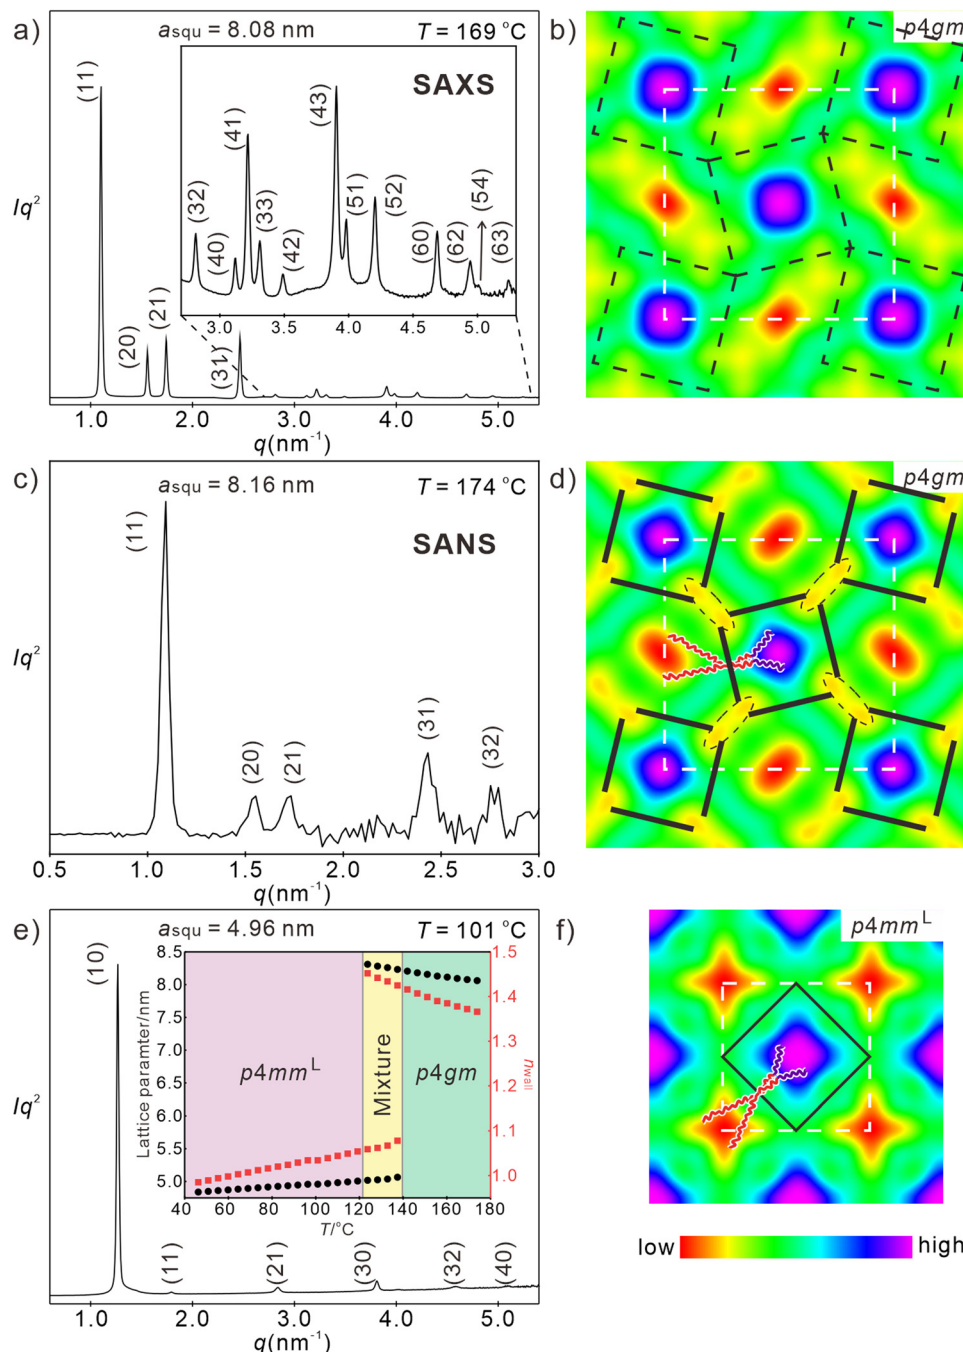 a)
a_squ = 8.08 nm
T = 169 °C
SAXS
Iq²
(11)
(20)
(21)
(31)
(32)
(40)
(41)
(33)
(42)
(43)
(51)
(52)
(60)
(62)
(54)
(63)
3.0 3.5 4.0 4.5 5.0
1.0 2.0 3.0 4.0 5.0
q(nm⁻¹)
b)
p4gm
c)
a_squ = 8.16 nm
T = 174 °C
SANS
Iq²
(11)
(20)
(21)
(31)
(32)
0.5 1.0 1.5 2.0 2.5 3.0
q(nm⁻¹)
d)
p4gm
e)
a_squ = 4.96 nm
T = 101 °C
Iq²
(10)
(11)
(21)
(30)
(32)
(40)
Lattice paramter/nm
8.5
8.0
7.5
7.0
6.5
6.0
5.5
5.0
p4mm^L
Mixture
p4gm
1.5
1.4
1.3
1.2
1.1
1.0
n_wall
40 60 80 100 120 140 160 180
T/°C
1.0 2.0 3.0 4.0 5.0
q(nm⁻¹)
f)
p4mm^L
low
high